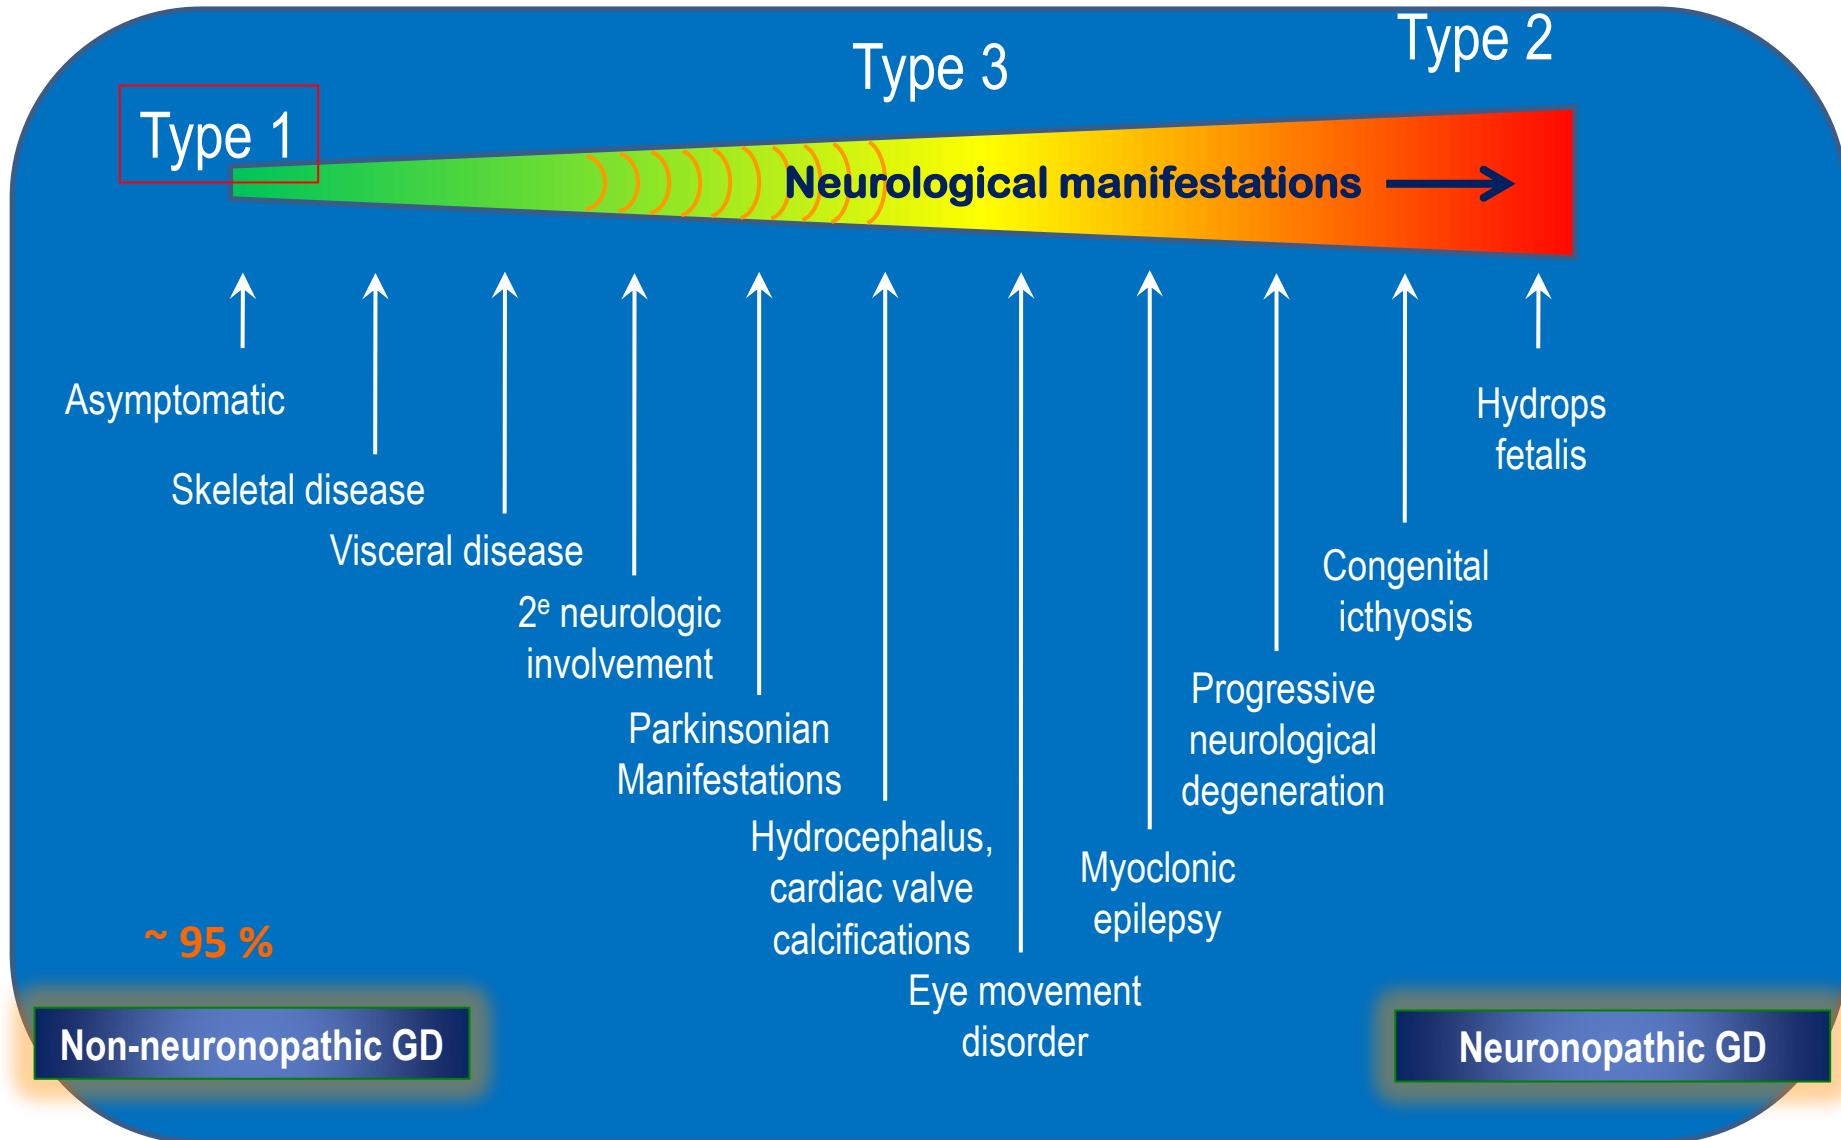 Type 1
Type 3
Type 2
Neurological manifestations
Asymptomatic
Skeletal disease
Visceral disease
2ᵉ neurologic
involvement
Parkinsonian
Manifestations
Hydrocephalus,
cardiac valve
calcifications
Eye movement
disorder
Myoclonic
epilepsy
Progressive
neurological
degeneration
Congenital
icthyosis
Hydrops
fetalis
~ 95 %
Non-neuronopathic GD
Neuronopathic GD